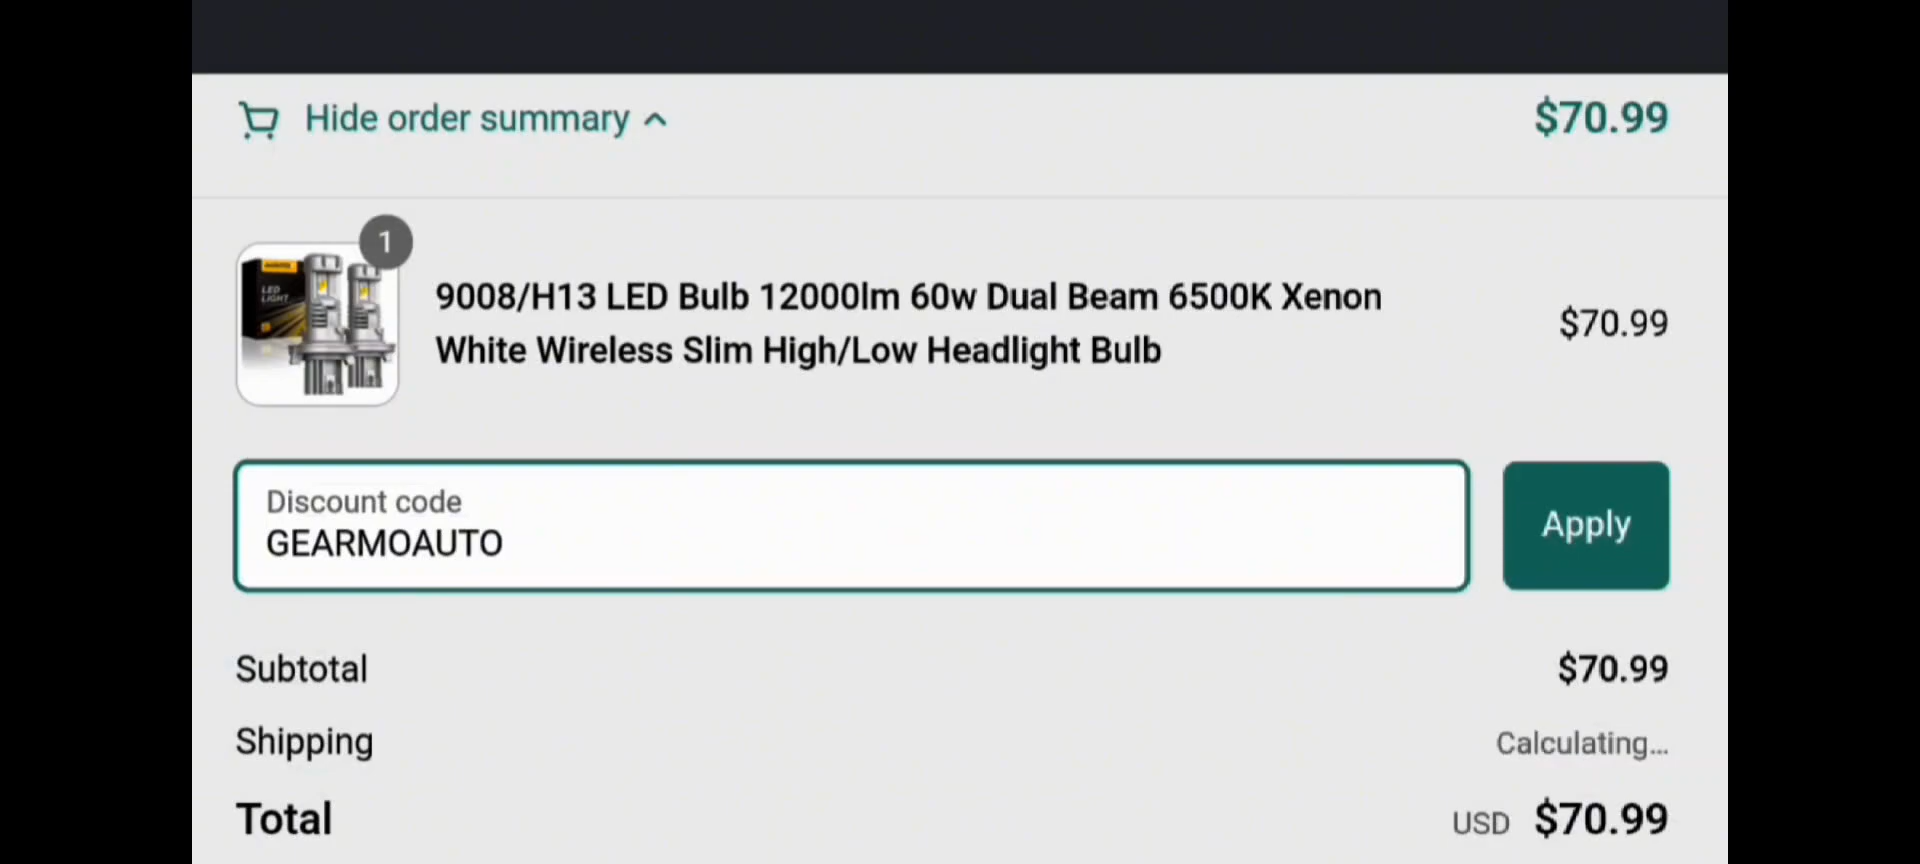 Hide order summary
$70.99
1
LED
LIGHT
9008/H13 LED Bulb 12000lm 60w Dual Beam 6500K Xenon
White Wireless Slim High/Low Headlight Bulb
$70.99
Discount code
GEARMOAUTO
Apply
Subtotal
$70.99
Shipping
Calculating...
Total
USD $70.99